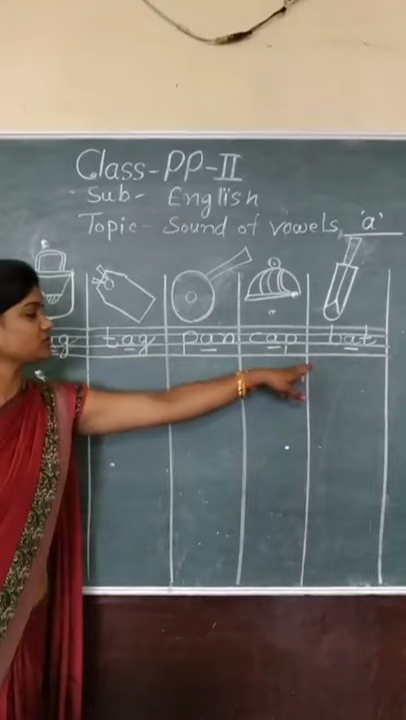 Class-PP-II
Sub- English
Topic- Sound of vowels 'a'
tag pan cap bat